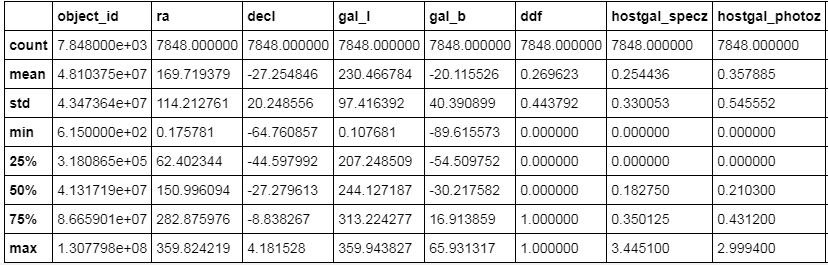 object_id ra decl gal_l gal_b ddf hostgal_specz hostgal_photoz
count 7.848000e+03 7848.000000 7848.000000 7848.000000 7848.000000 7848.000000 7848.000000 7848.000000
mean 4.810375e+07 169.719379 -27.254846 230.466784 -20.115526 0.269623 0.254436 0.357885
std 4.347364e+07 114.212761 20.248556 97.416392 40.390899 0.443792 0.330053 0.545552
min 6.150000e+02 0.175781 -64.760857 0.107681 -89.615573 0.000000 0.000000 0.000000
25% 3.180865e+05 62.402344 -44.597992 207.248509 -54.509752 0.000000 0.000000 0.000000
50% 4.131719e+07 150.996094 -27.279613 244.127187 -30.217582 0.000000 0.182750 0.210300
75% 8.665901e+07 282.875976 -8.838267 313.224277 16.913859 1.000000 0.350125 0.431200
max 1.307798e+08 359.824219 4.181528 359.943827 65.931317 1.000000 3.445100 2.999400